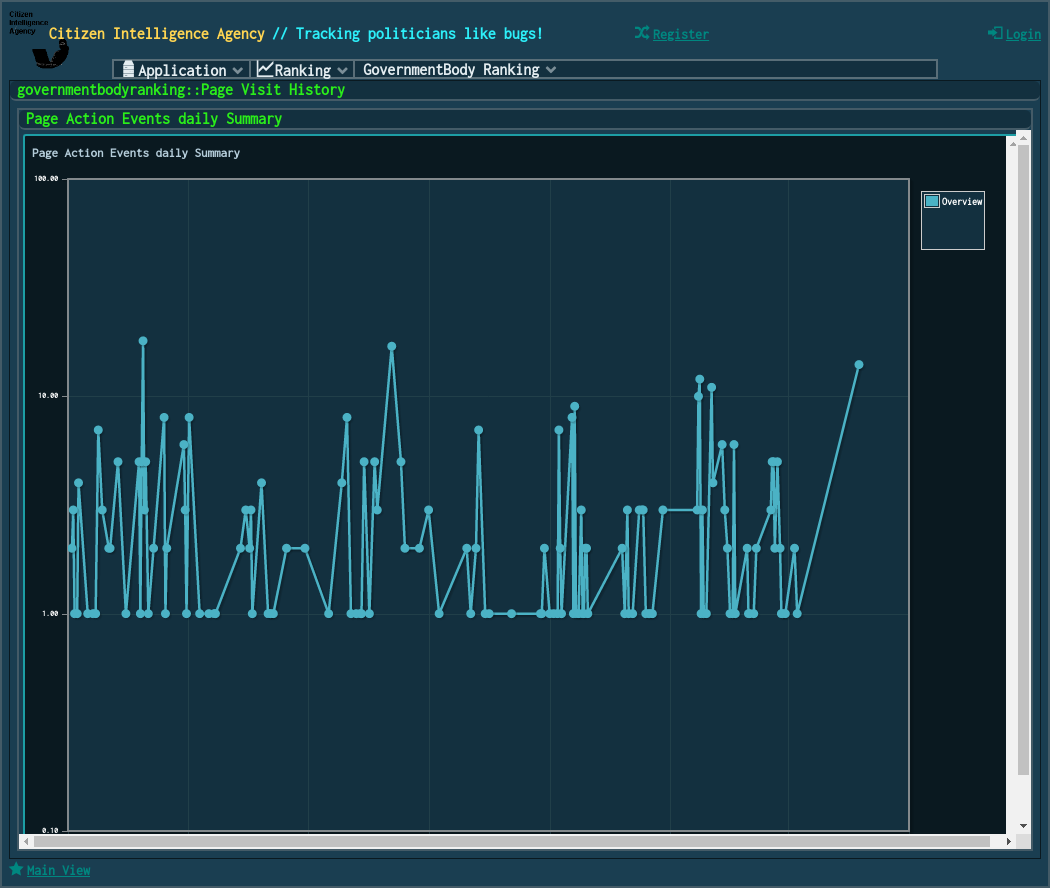 Citizen
Intelligence
Agency
Citizen Intelligence Agency // Tracking politicians like bugs!
Register
Login
Application
Ranking
GovernmentBody Ranking
governmentbodyranking::Page Visit History
Page Action Events daily Summary
Page Action Events daily Summary
100.00
Overview
10.00
1.00
0.10
Main View